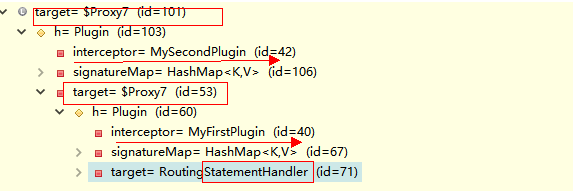 target= $Proxy7 (id=101)
h= Plugin (id=103)
interceptor= MySecondPlugin (id=42)
signatureMap= HashMap<K,V> (id=106)
target= $Proxy7 (id=53)
h= Plugin (id=60)
interceptor= MyFirstPlugin (id=40)
signatureMap= HashMap<K,V> (id=67)
target= RoutingStatementHandler (id=71)